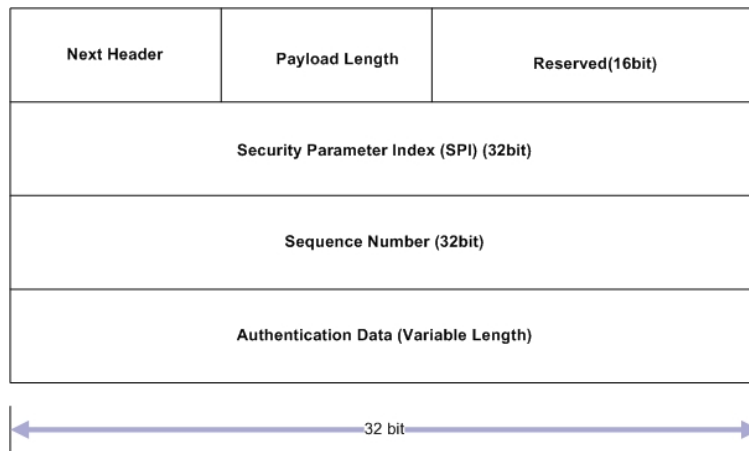 Next Header
Payload Length
Reserved(16bit)
Security Parameter Index (SPI) (32bit)
Sequence Number (32bit)
Authentication Data (Variable Length)
32 bit